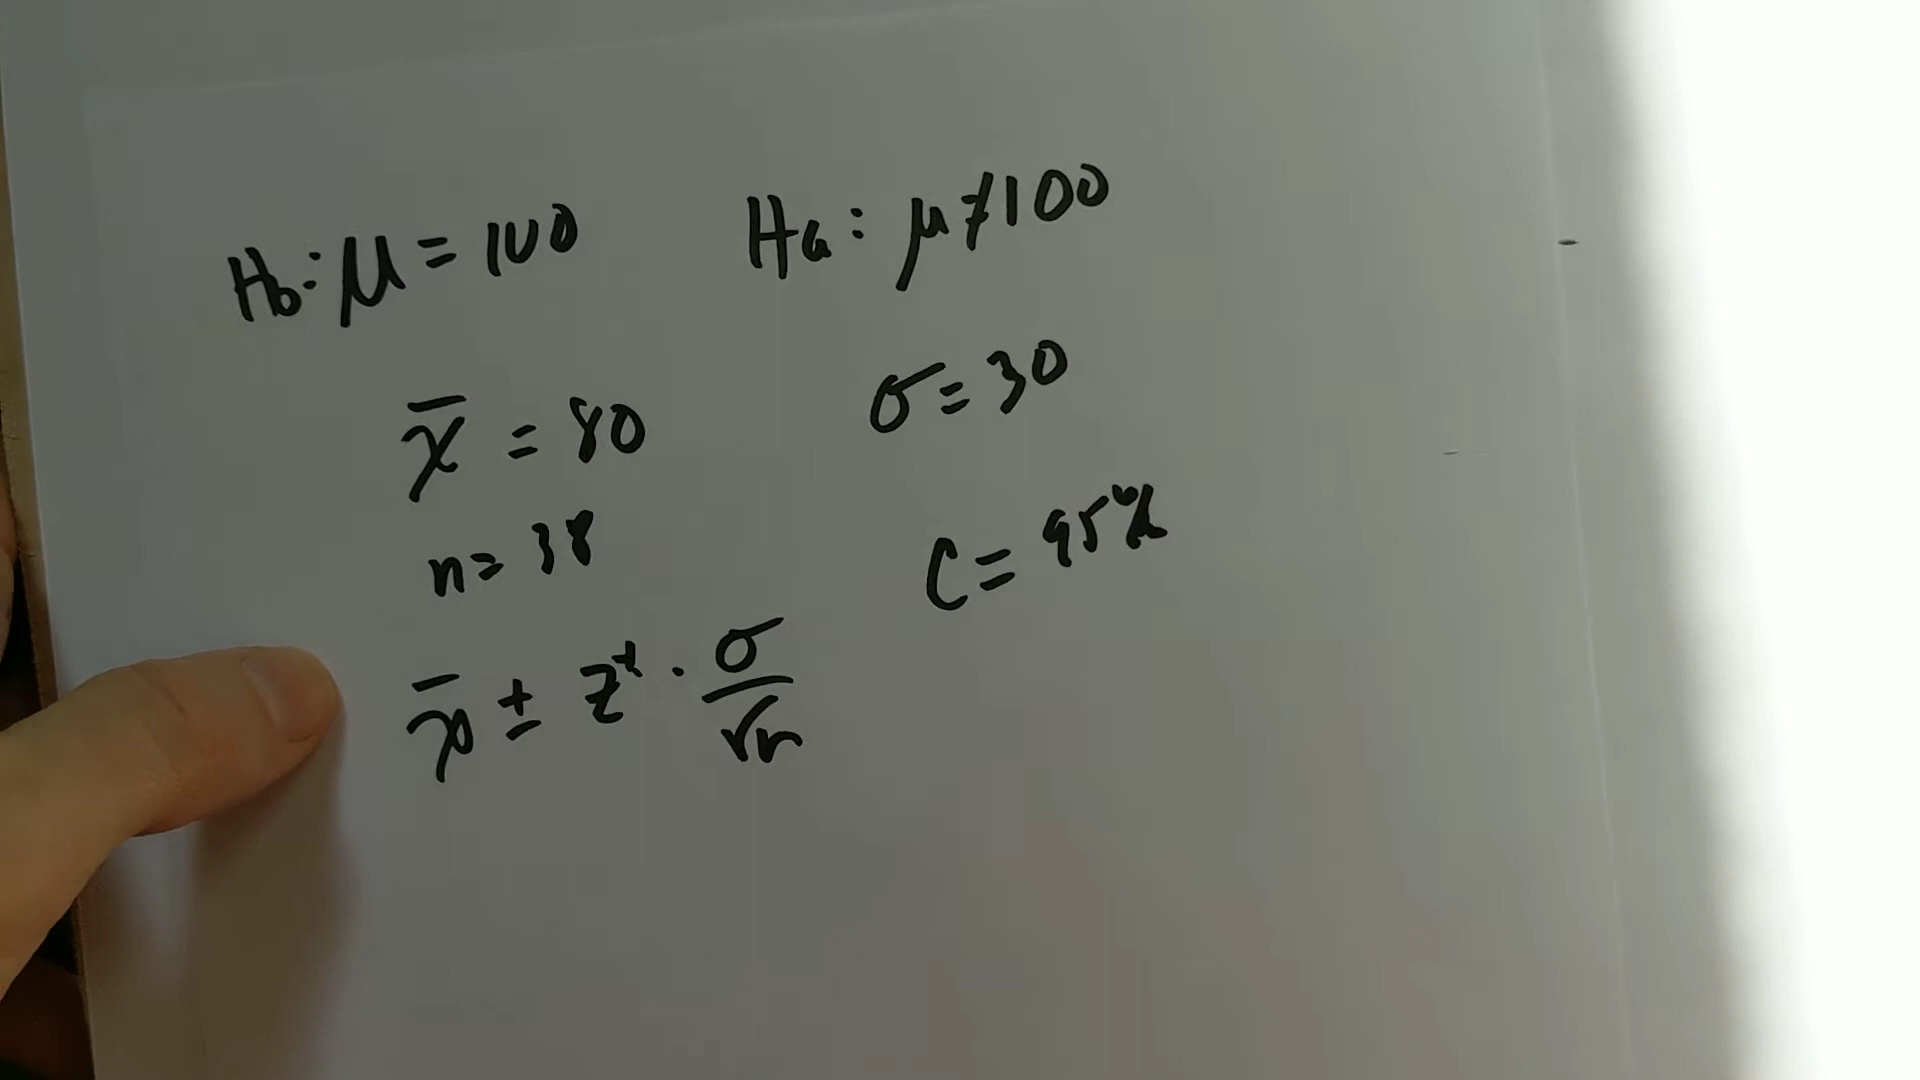 H₀: μ = 100 Ha: μ ≠ 100
x̄ = 80 σ = 30
n = 38 C = 95%
x̄ ± z* · σ/√n